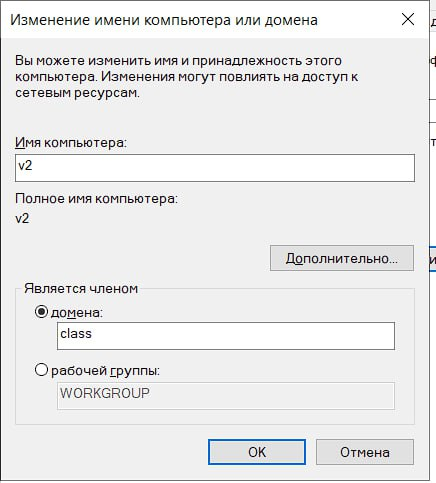 Изменение имени компьютера или домена
Вы можете изменить имя и принадлежность этого
компьютера. Изменения могут повлиять на доступ к
сетевым ресурсам.
Имя компьютера:
v2
Полное имя компьютера:
v2
Дополнительно...
Является членом
домена:
class
рабочей группы:
WORKGROUP
ОК
Отмена